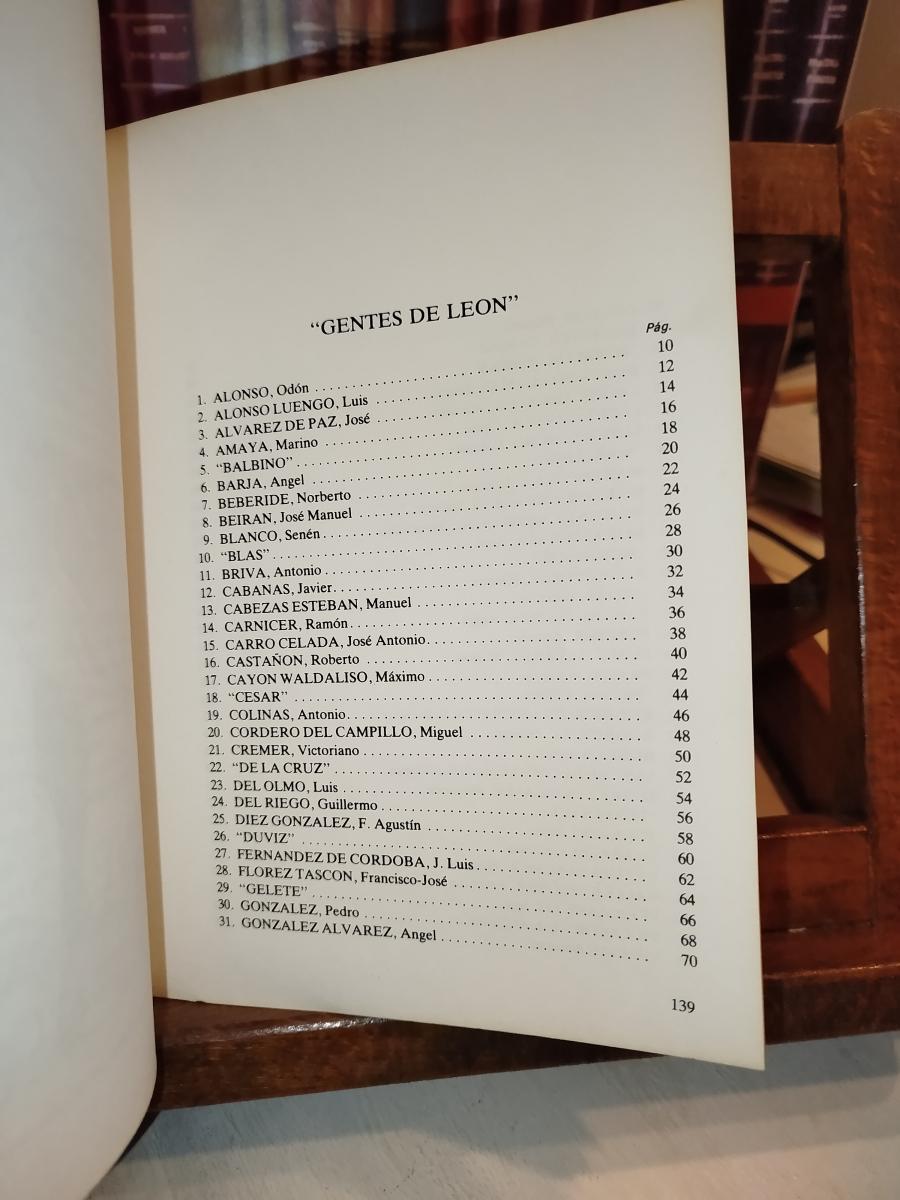 “GENTES DE LEON”
Pág.
1. ALONSO, Odón ........ 10
2. ALONSO LUENGO, Luis ........ 12
3. ALVAREZ DE PAZ, José ........ 14
4. AMAYA, Marino ........ 16
5. “BALBINO” ........ 18
6. BARJA, Angel ........ 20
7. BEBERIDE, Norberto ........ 22
8. BEIRAN, José Manuel ........ 24
9. BLANCO, Senén ........ 26
10. “BLAS” ........ 28
11. BRIVA, Antonio ........ 30
12. CABANAS, Javier ........ 32
13. CABEZAS ESTEBAN, Manuel ........ 34
14. CARNICER, Ramón ........ 36
15. CARRO CELADA, José Antonio ........ 38
16. CASTAÑON, Roberto ........ 40
17. CAYON WALDALISO, Máximo ........ 42
18. “CESAR” ........ 44
19. COLINAS, Antonio ........ 46
20. CORDERO DEL CAMPILLO, Miguel ........ 48
21. CREMER, Victoriano ........ 50
22. “DE LA CRUZ” ........ 52
23. DEL OLMO, Luis ........ 54
24. DEL RIEGO, Guillermo ........ 56
25. DIEZ GONZALEZ, F. Agustín ........ 58
26. “DUVIZ” ........ 60
27. FERNANDEZ DE CORDOBA, J. Luis ........ 62
28. FLOREZ TASCON, Francisco-José ........ 64
29. “GELETE” ........ 66
30. GONZALEZ, Pedro ........ 68
31. GONZALEZ ALVAREZ, Angel ........ 70
139